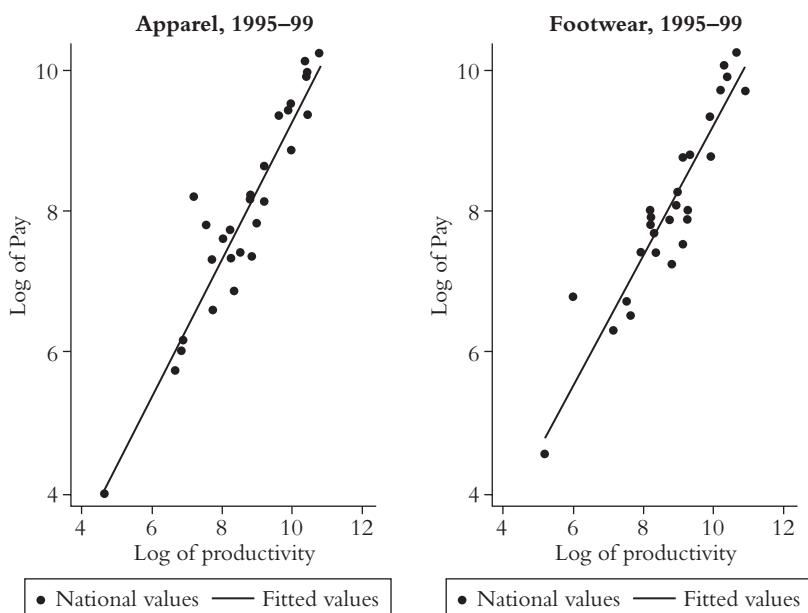 Apparel, 1995–99
Log of Pay
10
8
6
4
4 6 8 10 12
Log of productivity
● National values — Fitted values
Footwear, 1995–99
Log of Pay
10
8
6
4
4 6 8 10 12
Log of productivity
● National values — Fitted values